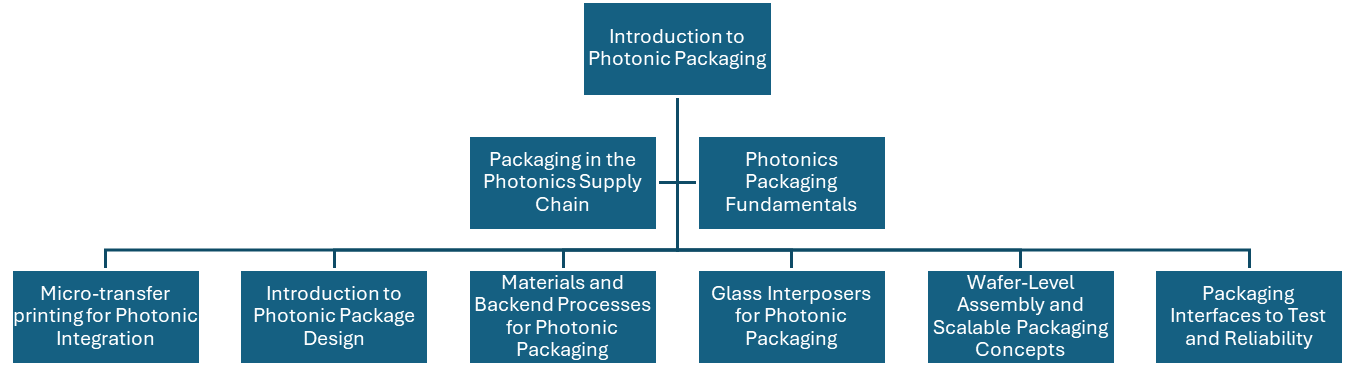 Introduction to
Photonic Packaging
Packaging in the
Photonics Supply
Chain
Photonics
Packaging
Fundamentals
Micro-transfer
printing for Photonic
Integration
Introduction to
Photonic Package
Design
Materials and
Backend Processes
for Photonic
Packaging
Glass Interposers
for Photonic
Packaging
Wafer-Level
Assembly and
Scalable Packaging
Concepts
Packaging
Interfaces to Test
and Reliability